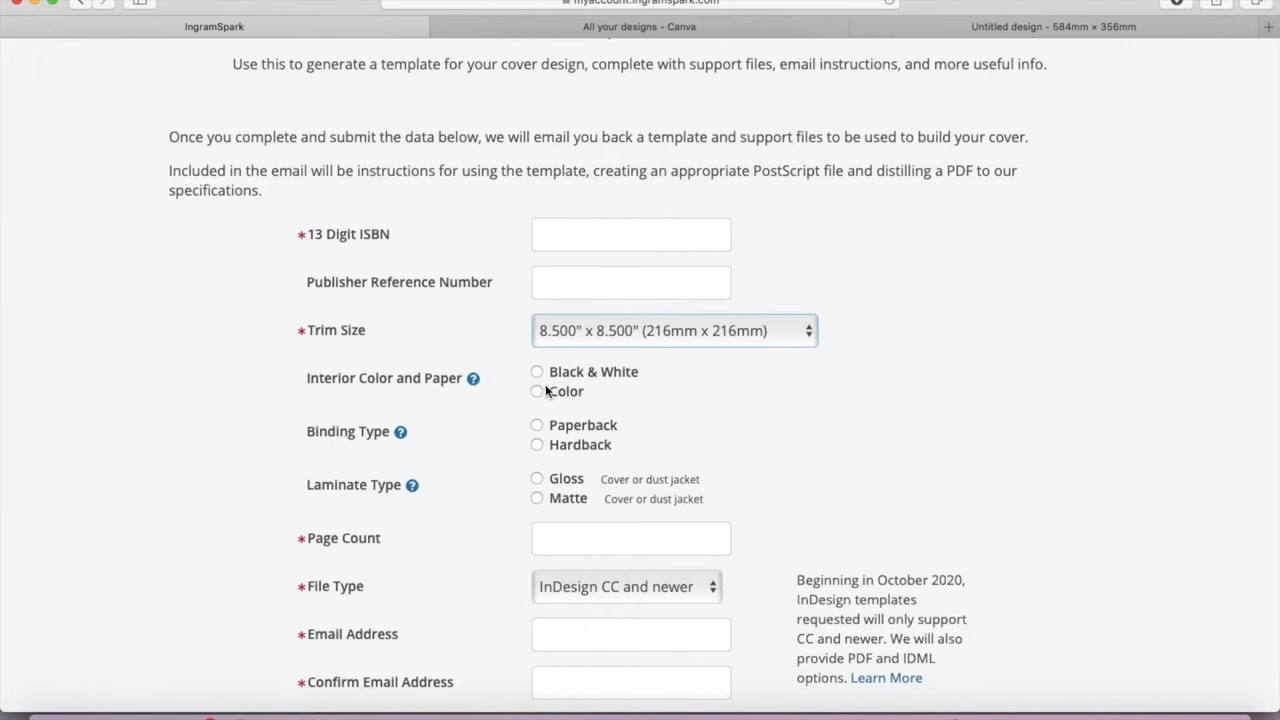 myaccount.ingramspark.com
IngramSpark
All your designs - Canva
Untitled design - 584mm × 356mm
Use this to generate a template for your cover design, complete with support files, email instructions, and more useful info.
Once you complete and submit the data below, we will email you back a template and support files to be used to build your cover.
Included in the email will be instructions for using the template, creating an appropriate PostScript file and distilling a PDF to our
specifications.
*13 Digit ISBN
Publisher Reference Number
*Trim Size
8.500" x 8.500" (216mm x 216mm)
Interior Color and Paper ?
Black & White
Color
Binding Type ?
Paperback
Hardback
Laminate Type ?
Gloss Cover or dust jacket
Matte Cover or dust jacket
*Page Count
*File Type
InDesign CC and newer
Beginning in October 2020,
InDesign templates
requested will only support
CC and newer. We will also
provide PDF and IDML
options. Learn More
*Email Address
*Confirm Email Address